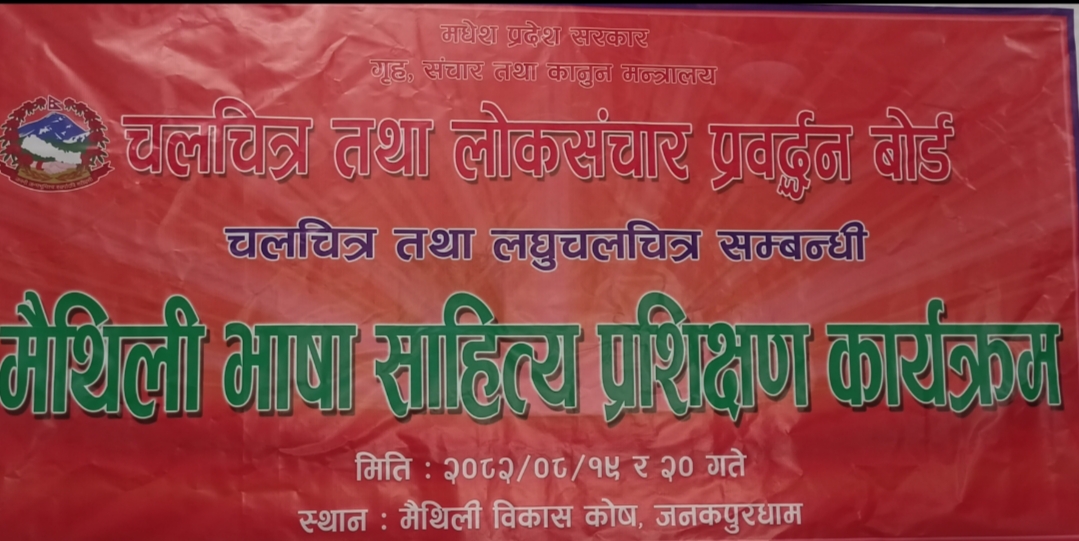 मधेश प्रदेश सरकार
गृह, संचार तथा कानुन मन्त्रालय
चलचित्र तथा लोकसंचार प्रवर्द्धन बोर्ड
चलचित्र तथा लघुचलचित्र सम्बन्धी
मैथिली भाषा साहित्य प्रशिक्षण कार्यक्रम
मिति : २०८२/०८/१९ र २० गते
स्थान : मैथिली विकास कोष, जनकपुरधाम